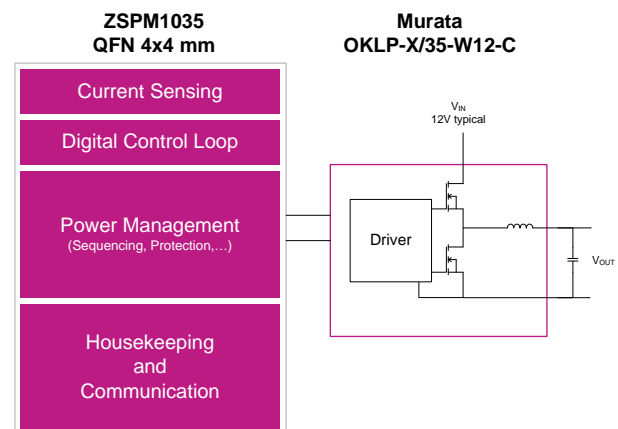 ZSPM1035
QFN 4x4 mm
Murata
OKLP-X/35-W12-C
Current Sensing
Digital Control Loop
Power Management
(Sequencing, Protection,…)
Housekeeping
and
Communication
VIN
12V typical
Driver
VOUT